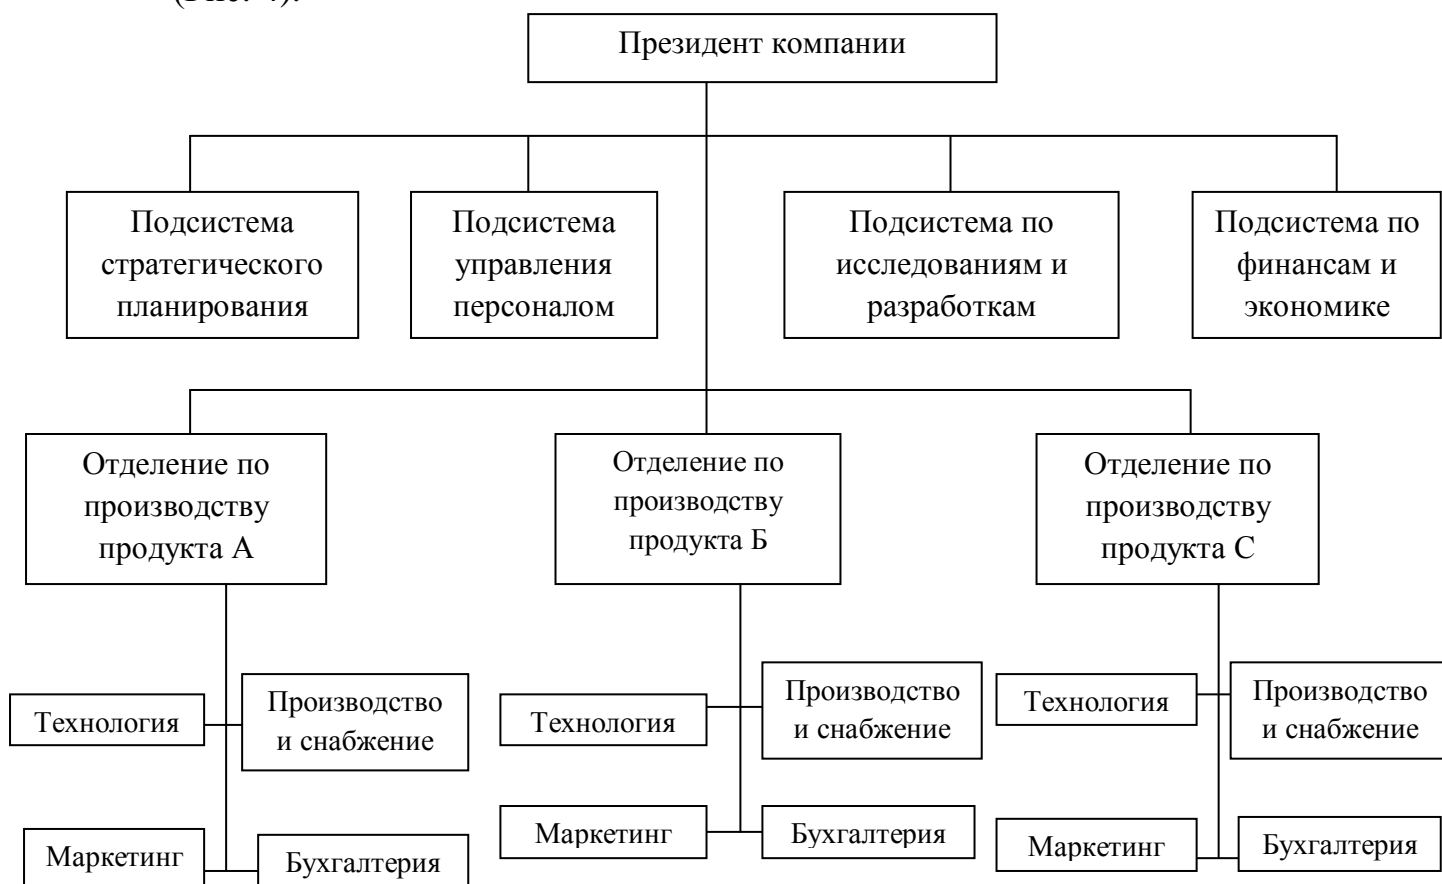 (Рис. 4).
Президент компании
Подсистема
стратегического
планирования
Подсистема
управления
персоналом
Подсистема по
исследованиям и
разработкам
Подсистема по
финансам и
экономике
Отделение по
производству
продукта А
Отделение по
производству
продукта Б
Отделение по
производству
продукта С
Технология
Производство
и снабжение
Маркетинг
Бухгалтерия
Технология
Производство
и снабжение
Маркетинг
Бухгалтерия
Технология
Производство
и снабжение
Маркетинг
Бухгалтерия